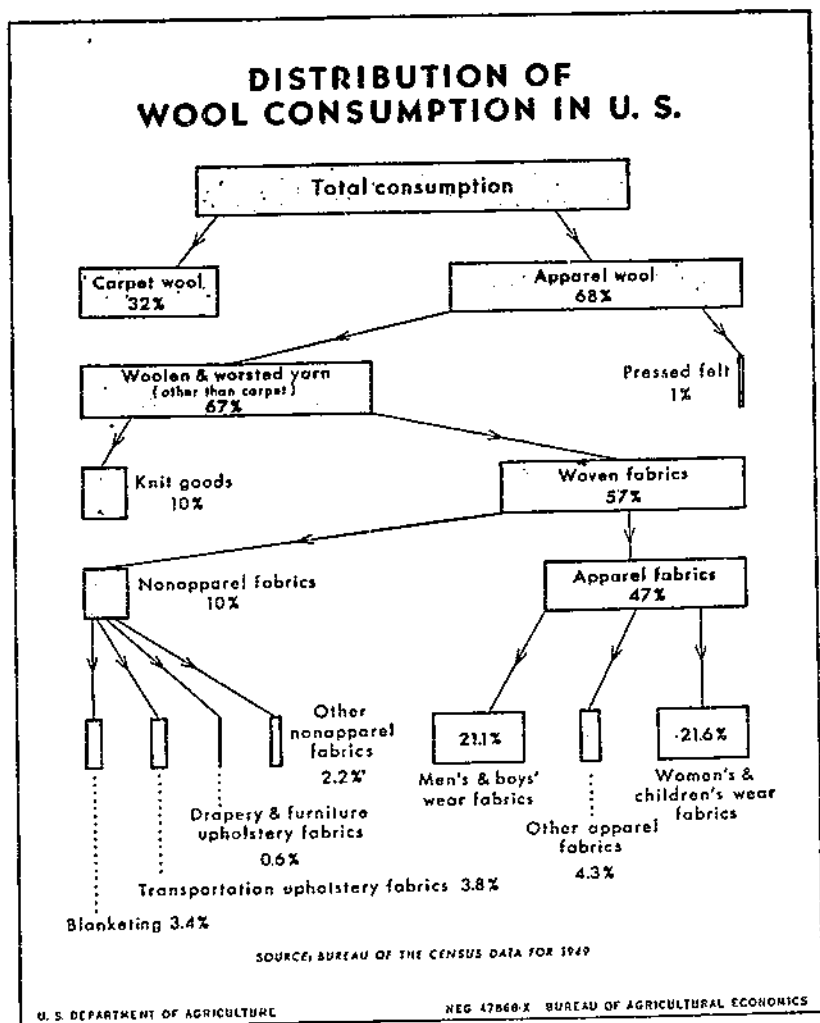 DISTRIBUTION OF
WOOL CONSUMPTION IN U. S.
Total consumption
Carpet wool
32%
Apparel wool
68%
Woolen & worsted yarn
(other than carpet)
67%
Pressed felt
1%
Knit goods
10%
Woven fabrics
57%
Nonapparel fabrics
10%
Apparel fabrics
47%
Other
nonapparel
fabrics
2.2%
21.1%
Men's & boys'
wear fabrics
21.6%
Women's &
children's wear
fabrics
Drapery & furniture
upholstery fabrics
0.6%
Other apparel
fabrics
4.3%
Transportation upholstery fabrics 3.8%
Blanketing 3.4%
SOURCE: BUREAU OF THE CENSUS DATA FOR 1949
U. S. DEPARTMENT OF AGRICULTURE
NEG 47868-X BUREAU OF AGRICULTURAL ECONOMICS